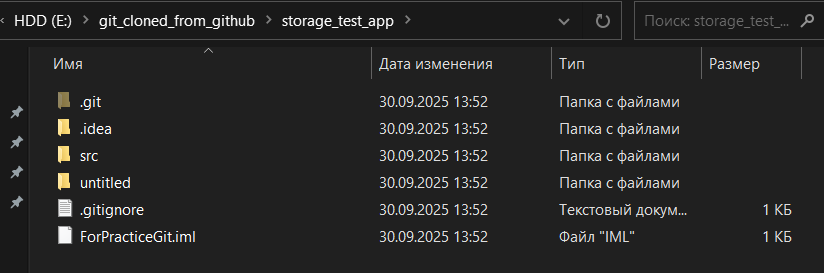 HDD (E:) > git_cloned_from_github > storage_test_app > Поиск: storage_test_...
Имя Дата изменения Тип Размер
.git 30.09.2025 13:52 Папка с файлами
.idea 30.09.2025 13:52 Папка с файлами
src 30.09.2025 13:52 Папка с файлами
untitled 30.09.2025 13:52 Папка с файлами
.gitignore 30.09.2025 13:52 Текстовый докум... 1 КБ
ForPracticeGit.iml 30.09.2025 13:52 Файл "IML" 1 КБ